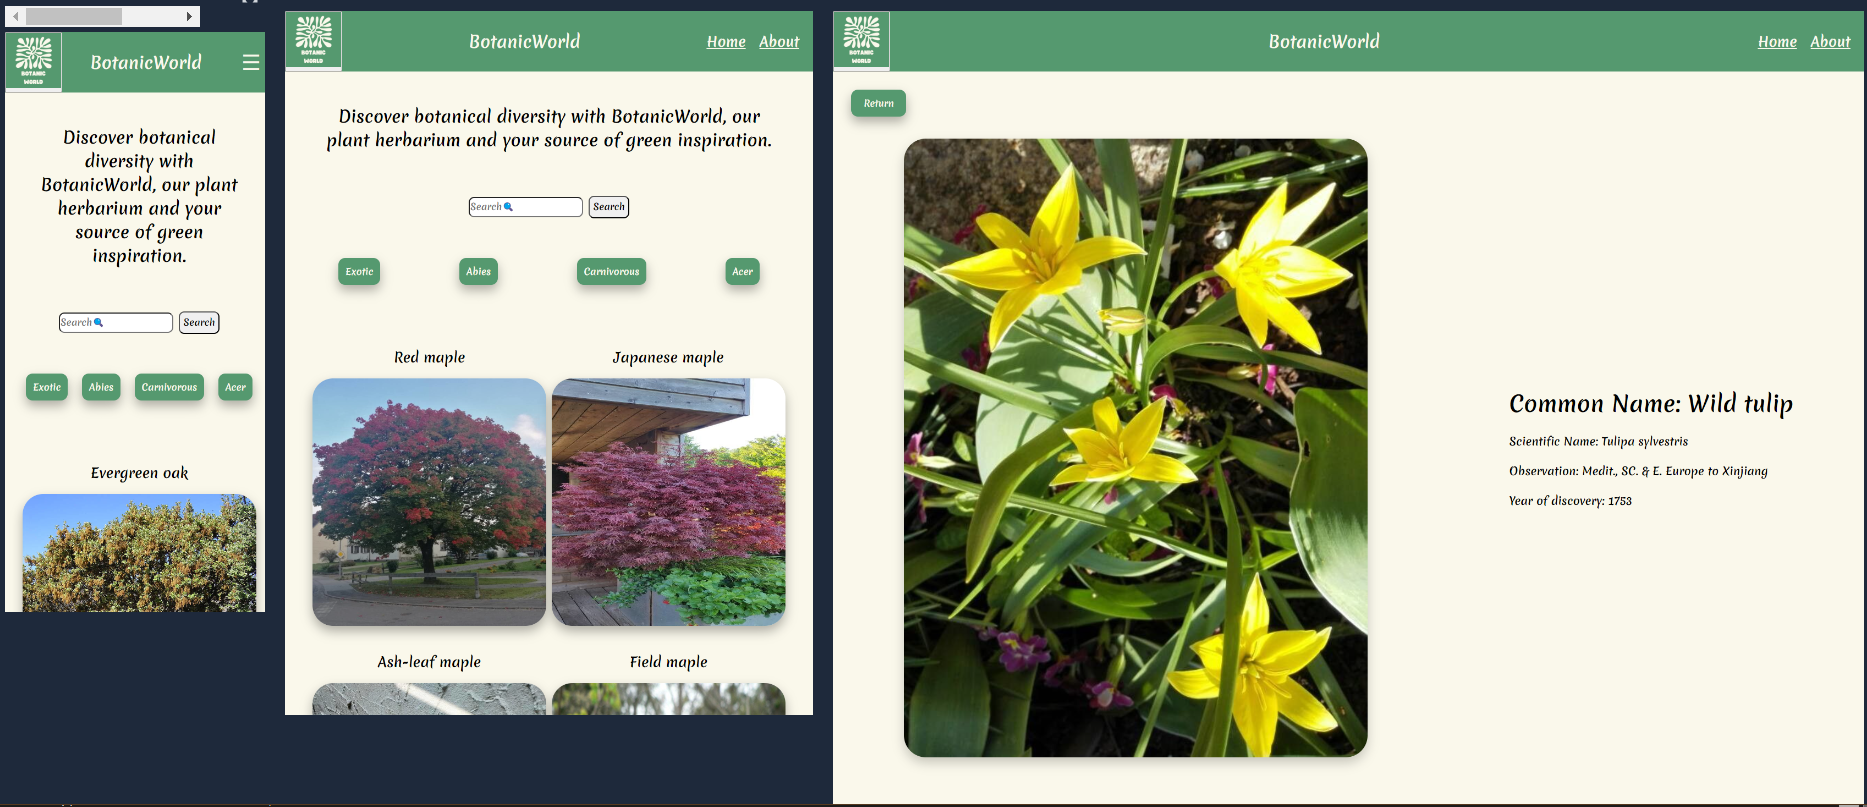 BOTANIC
WORLD
BotanicWorld
Discover botanical
diversity with
BotanicWorld, our plant
herbarium and your
source of green
inspiration.
Search
Search
Exotic
Abies
Carnivorous
Acer
Evergreen oak
BOTANIC
WORLD
BotanicWorld
Home
About
Discover botanical diversity with BotanicWorld, our
plant herbarium and your source of green inspiration.
Search
Search
Exotic
Abies
Carnivorous
Acer
Red maple
Japanese maple
Ash-leaf maple
Field maple
BOTANIC
WORLD
BotanicWorld
Home
About
Return
Common Name: Wild tulip
Scientific Name: Tulipa sylvestris
Observation: Medit., SC. & E. Europe to Xinjiang
Year of discovery: 1753